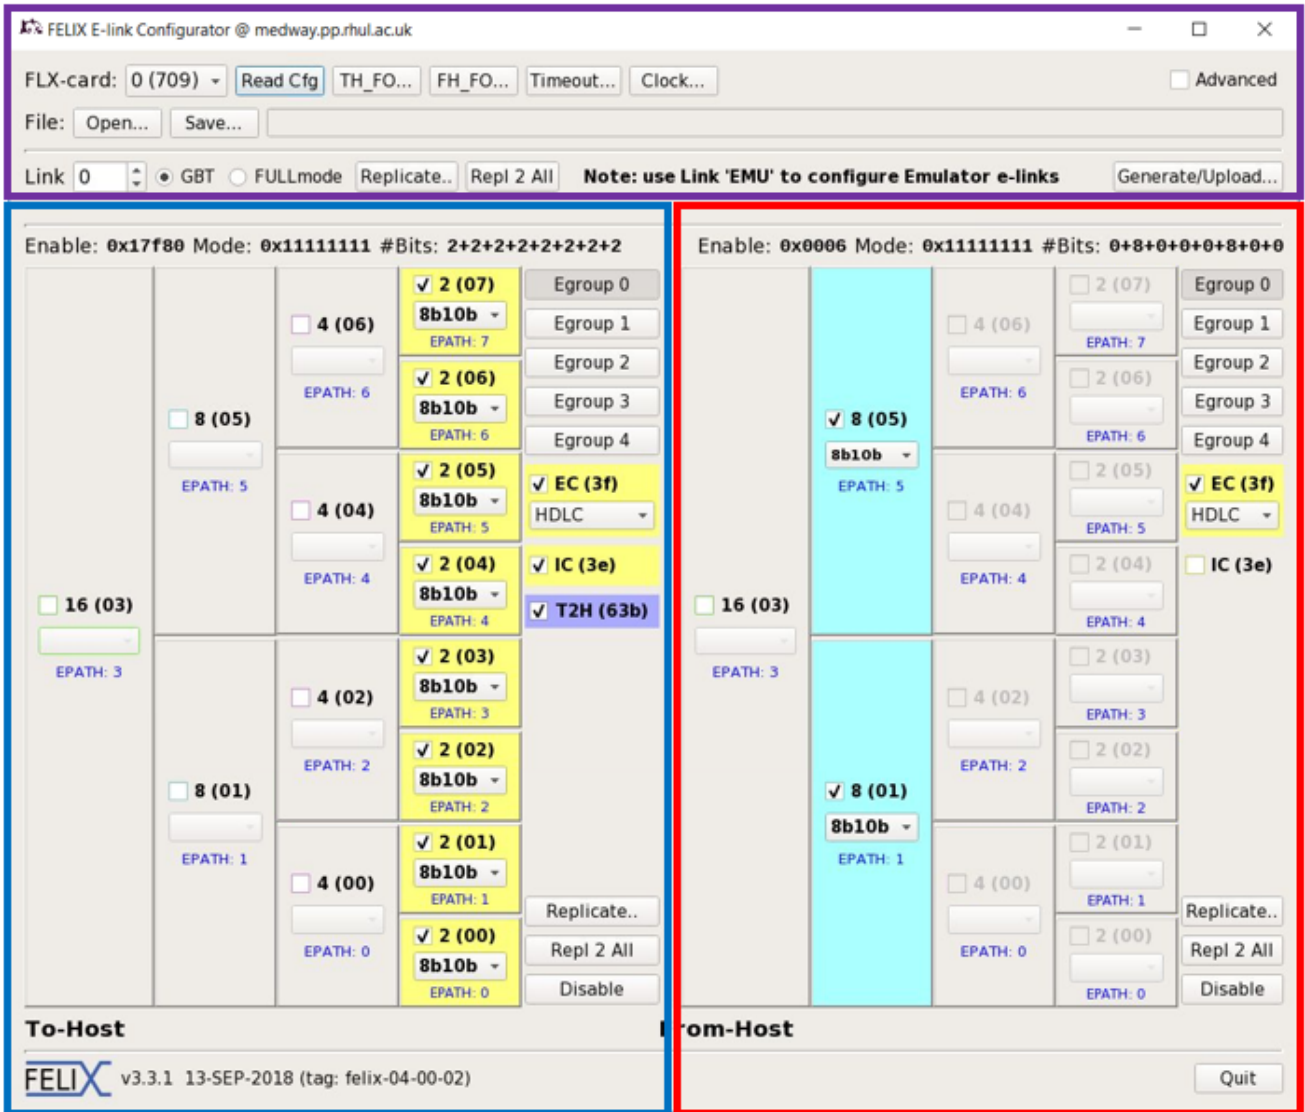 FELIX E-link Configurator @ medway.pp.rhul.ac.uk
FLX-card: 0 (709) Read Cfg TH_FO... FH_FO... Timeout... Clock... Advanced
File: Open... Save...
Link 0 GBT FULLmode Replicate.. Repl 2 All Note: use Link 'EMU' to configure Emulator e-links Generate/Upload...
Enable: 0x17f80 Mode: 0x11111111 #Bits: 2+2+2+2+2+2+2+2
16 (03)
EPATH: 3
8 (05)
EPATH: 5
8 (01)
EPATH: 1
4 (06)
EPATH: 6
4 (04)
EPATH: 4
4 (02)
EPATH: 2
4 (00)
EPATH: 0
2 (07)
8b10b
EPATH: 7
2 (06)
8b10b
EPATH: 6
2 (05)
8b10b
EPATH: 5
2 (04)
8b10b
EPATH: 4
2 (03)
8b10b
EPATH: 3
2 (02)
8b10b
EPATH: 2
2 (01)
8b10b
EPATH: 1
2 (00)
8b10b
EPATH: 0
Egroup 0
Egroup 1
Egroup 2
Egroup 3
Egroup 4
EC (3f)
HDLC
IC (3e)
T2H (63b)
Replicate..
Repl 2 All
Disable
To-Host
Enable: 0x0006 Mode: 0x11111111 #Bits: 0+8+0+0+0+8+0+0
16 (03)
EPATH: 3
8 (05)
8b10b
EPATH: 5
8 (01)
8b10b
EPATH: 1
4 (06)
EPATH: 6
4 (04)
EPATH: 4
4 (02)
EPATH: 2
4 (00)
EPATH: 0
2 (07)
EPATH: 7
2 (06)
EPATH: 6
2 (05)
EPATH: 5
2 (04)
EPATH: 4
2 (03)
EPATH: 3
2 (02)
EPATH: 2
2 (01)
EPATH: 1
2 (00)
EPATH: 0
Egroup 0
Egroup 1
Egroup 2
Egroup 3
Egroup 4
EC (3f)
HDLC
IC (3e)
Replicate..
Repl 2 All
Disable
From-Host
FELIX v3.3.1 13-SEP-2018 (tag: felix-04-00-02) Quit